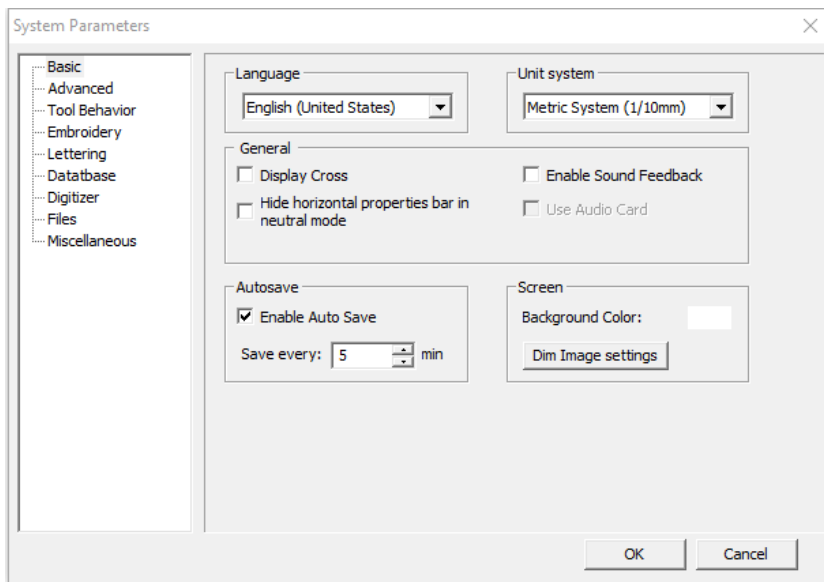 System Parameters
Basic
Advanced
Tool Behavior
Embroidery
Lettering
Datatbase
Digitizer
Files
Miscellaneous
Language
English (United States)
Unit system
Metric System (1/10mm)
General
Display Cross
Enable Sound Feedback
Hide horizontal properties bar in
neutral mode
Use Audio Card
Autosave
Enable Auto Save
Save every: 5 min
Screen
Background Color:
Dim Image settings
OK
Cancel